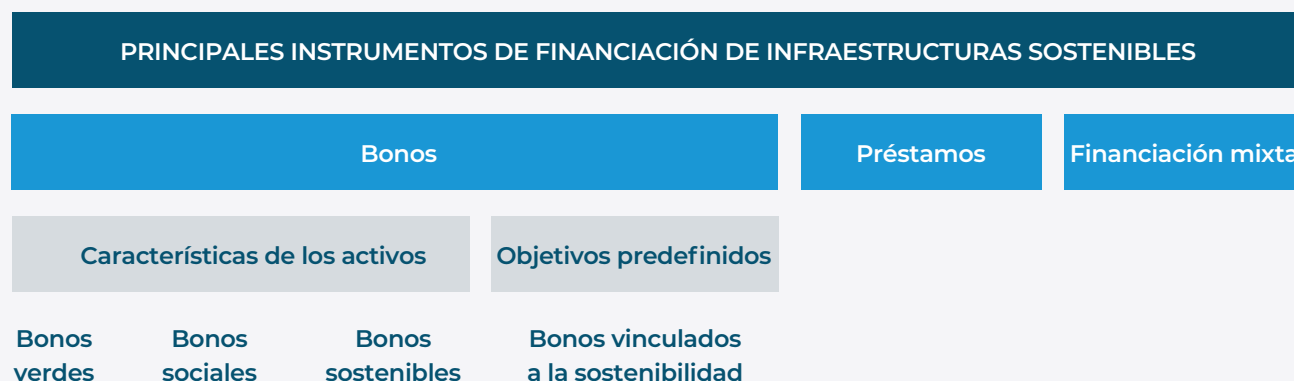 PRINCIPALES INSTRUMENTOS DE FINANCIACIÓN DE INFRAESTRUCTURAS SOSTENIBLES
Bonos
Préstamos
Financiación mixta
Características de los activos
Objetivos predefinidos
Bonos
verdes
Bonos
sociales
Bonos
sostenibles
Bonos vinculados
a la sostenibilidad